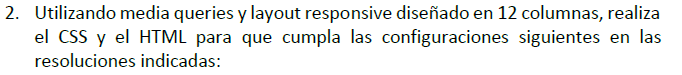 2. Utilizando media queries y layout responsive diseñado en 12 columnas, realiza
el CSS y el HTML para que cumpla las configuraciones siguientes en las
resoluciones indicadas: